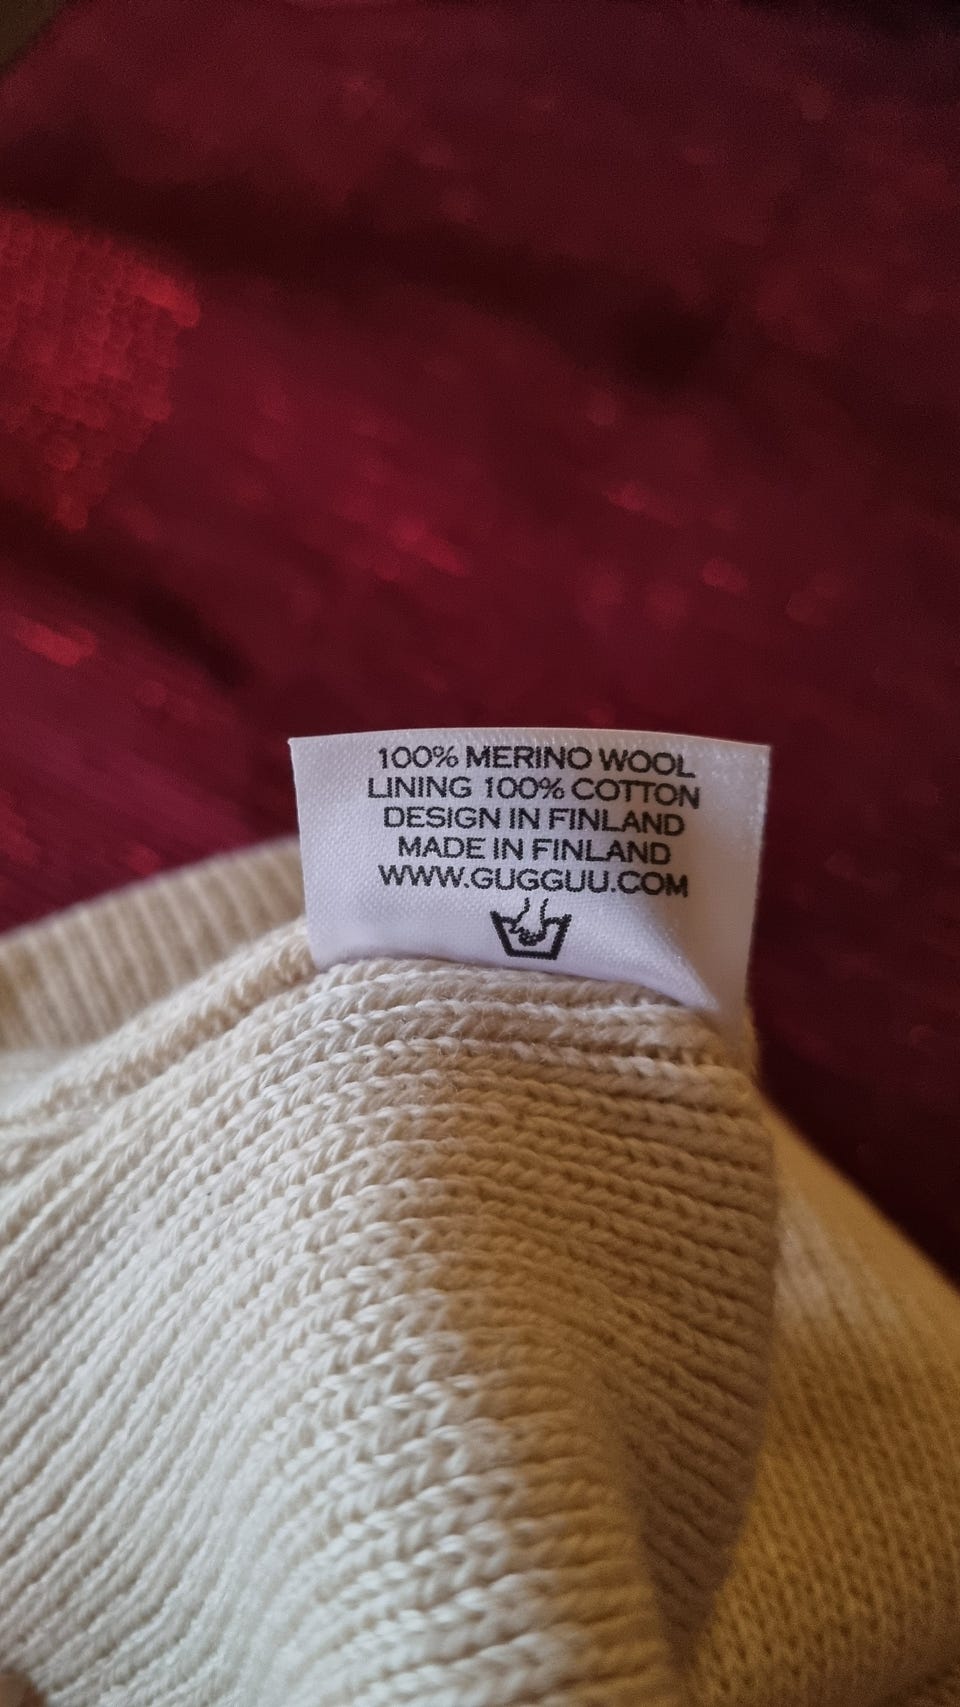 100% MERINO WOOL
LINING 100% COTTON
DESIGN IN FINLAND
MADE IN FINLAND
WWW.GUGGUU.COM